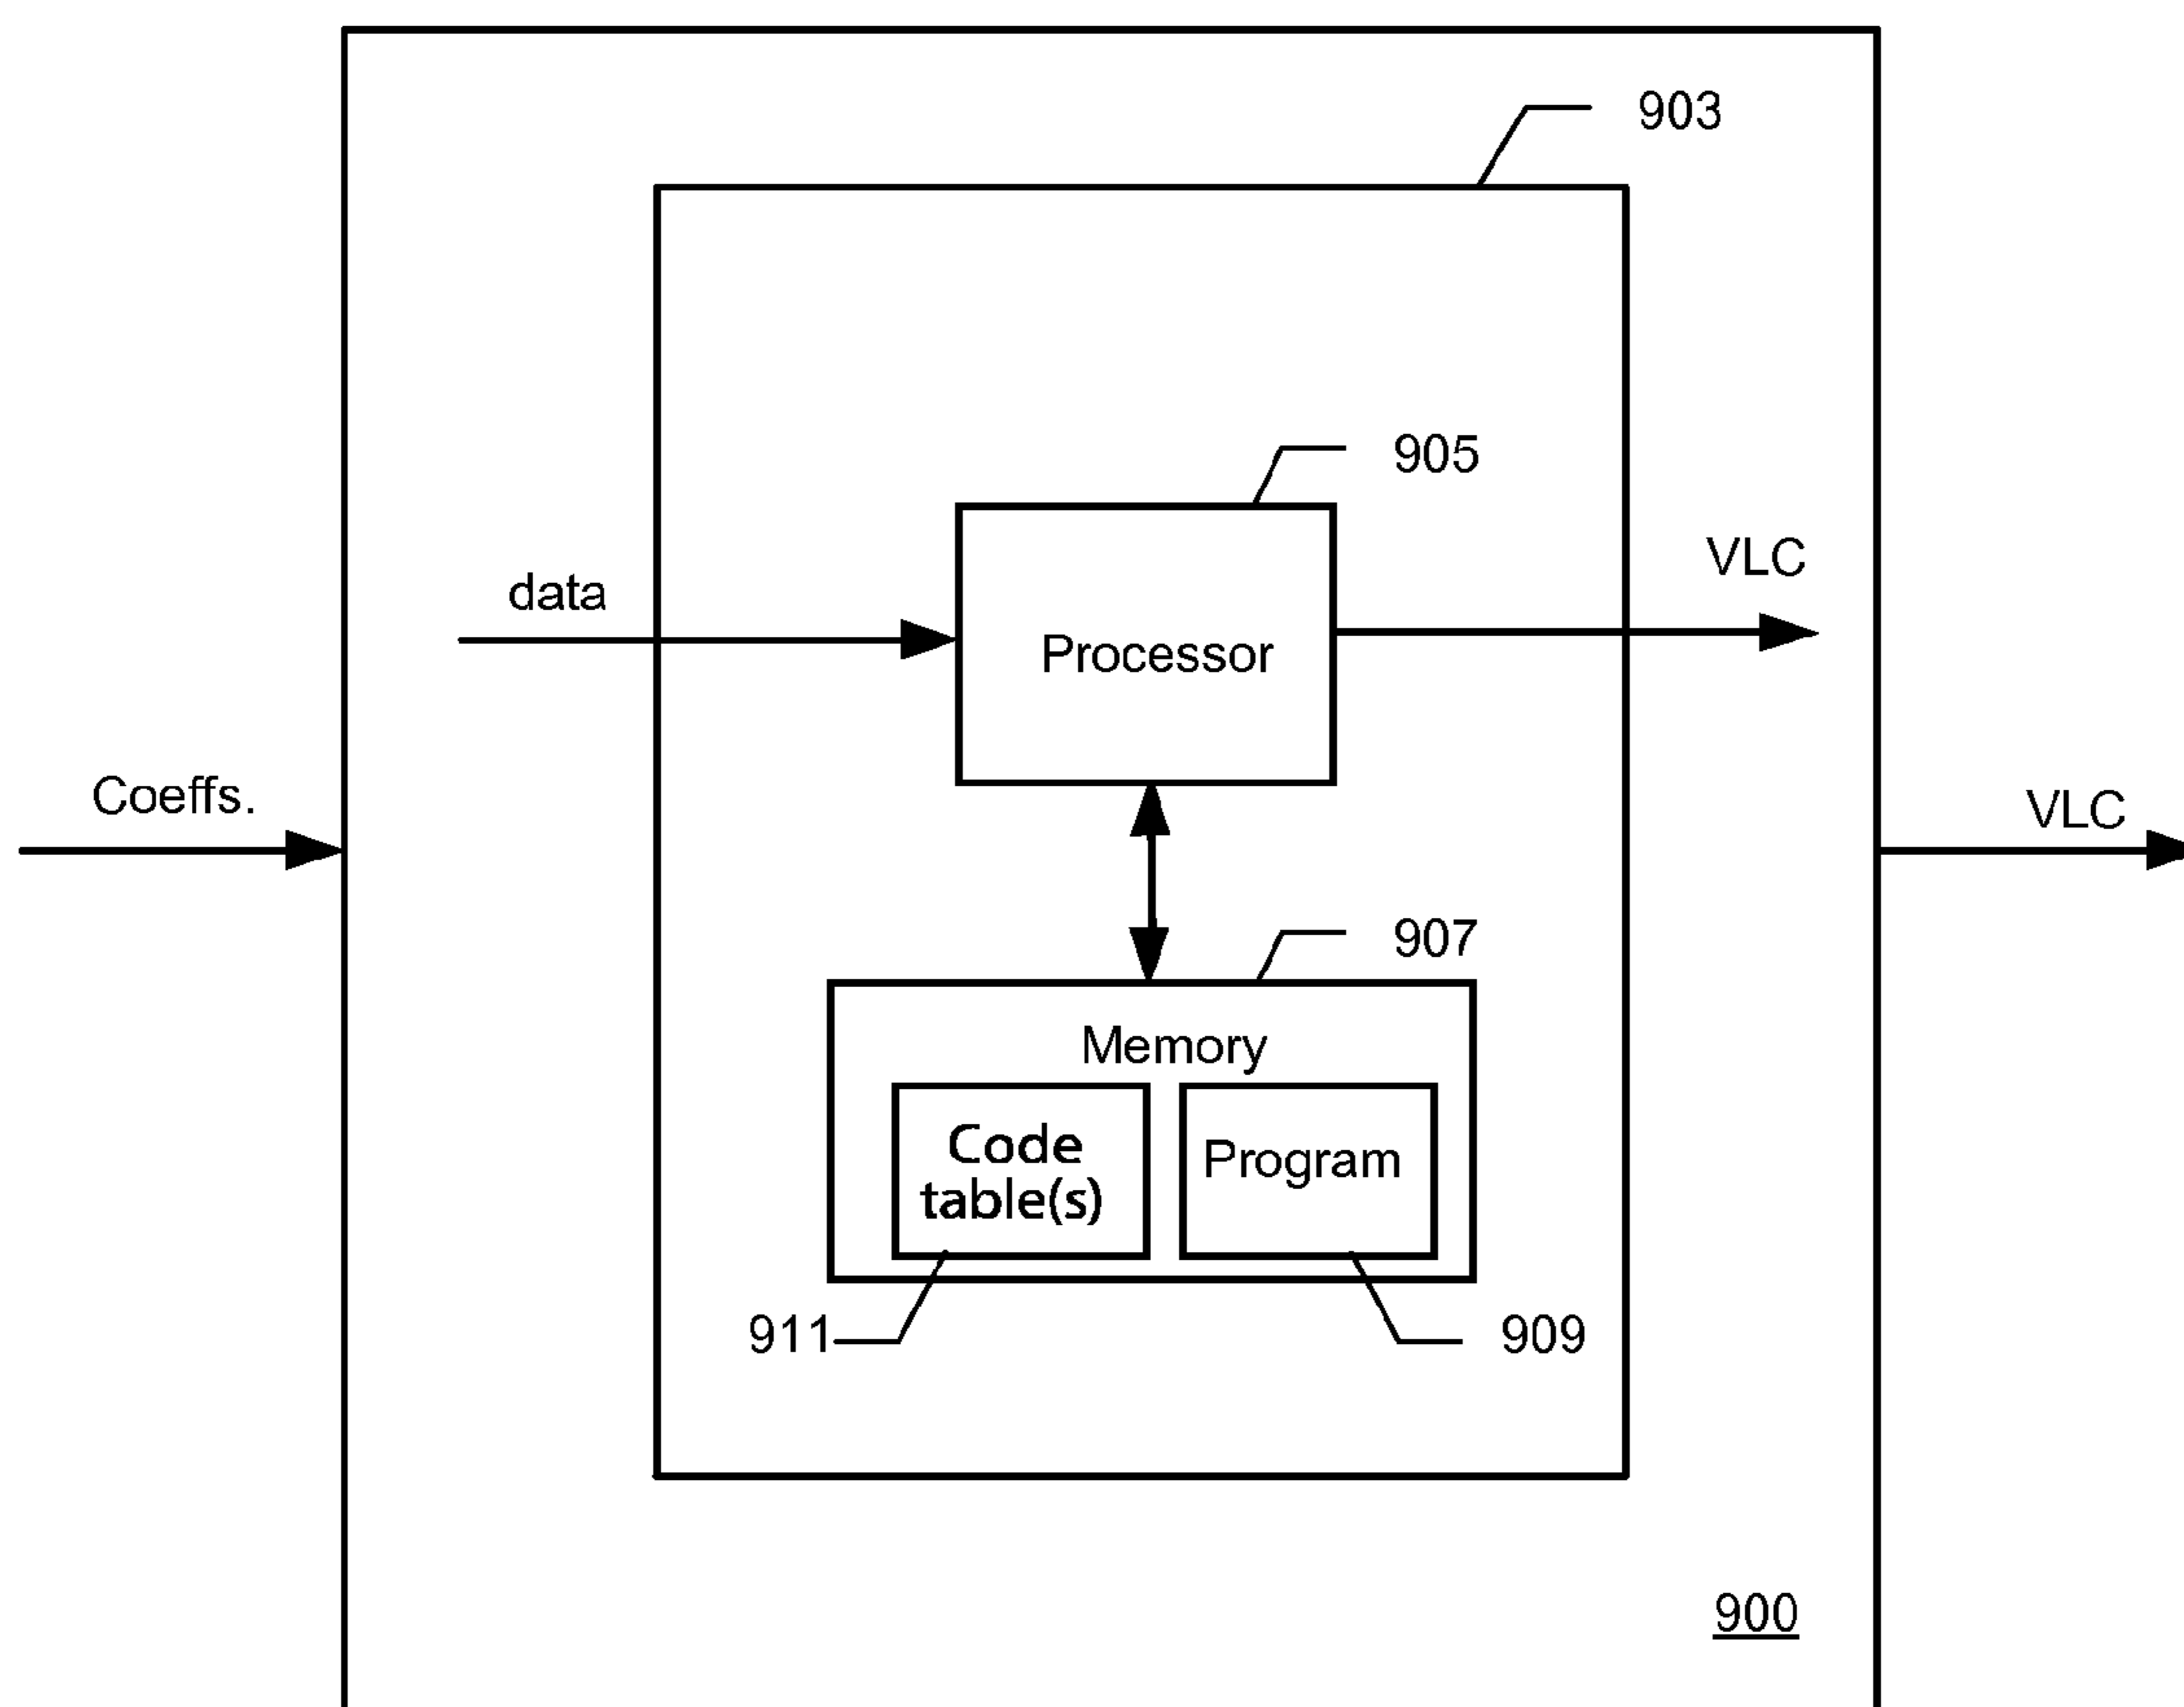 903
905
data
VLC
Processor
Coeffs.
VLC
907
Memory
Code
table(s)
Program
911
909
900